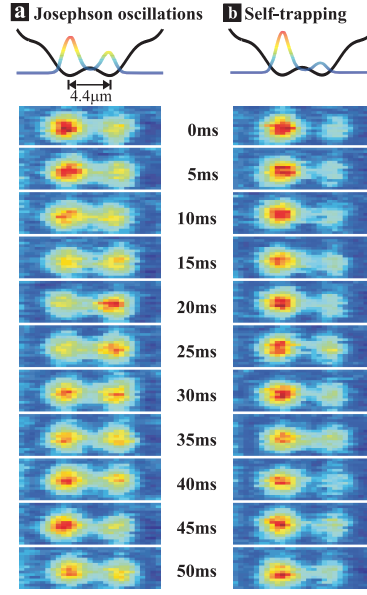 a Josephson oscillations
b Self-trapping
4.4μm
0ms
5ms
10ms
15ms
20ms
25ms
30ms
35ms
40ms
45ms
50ms